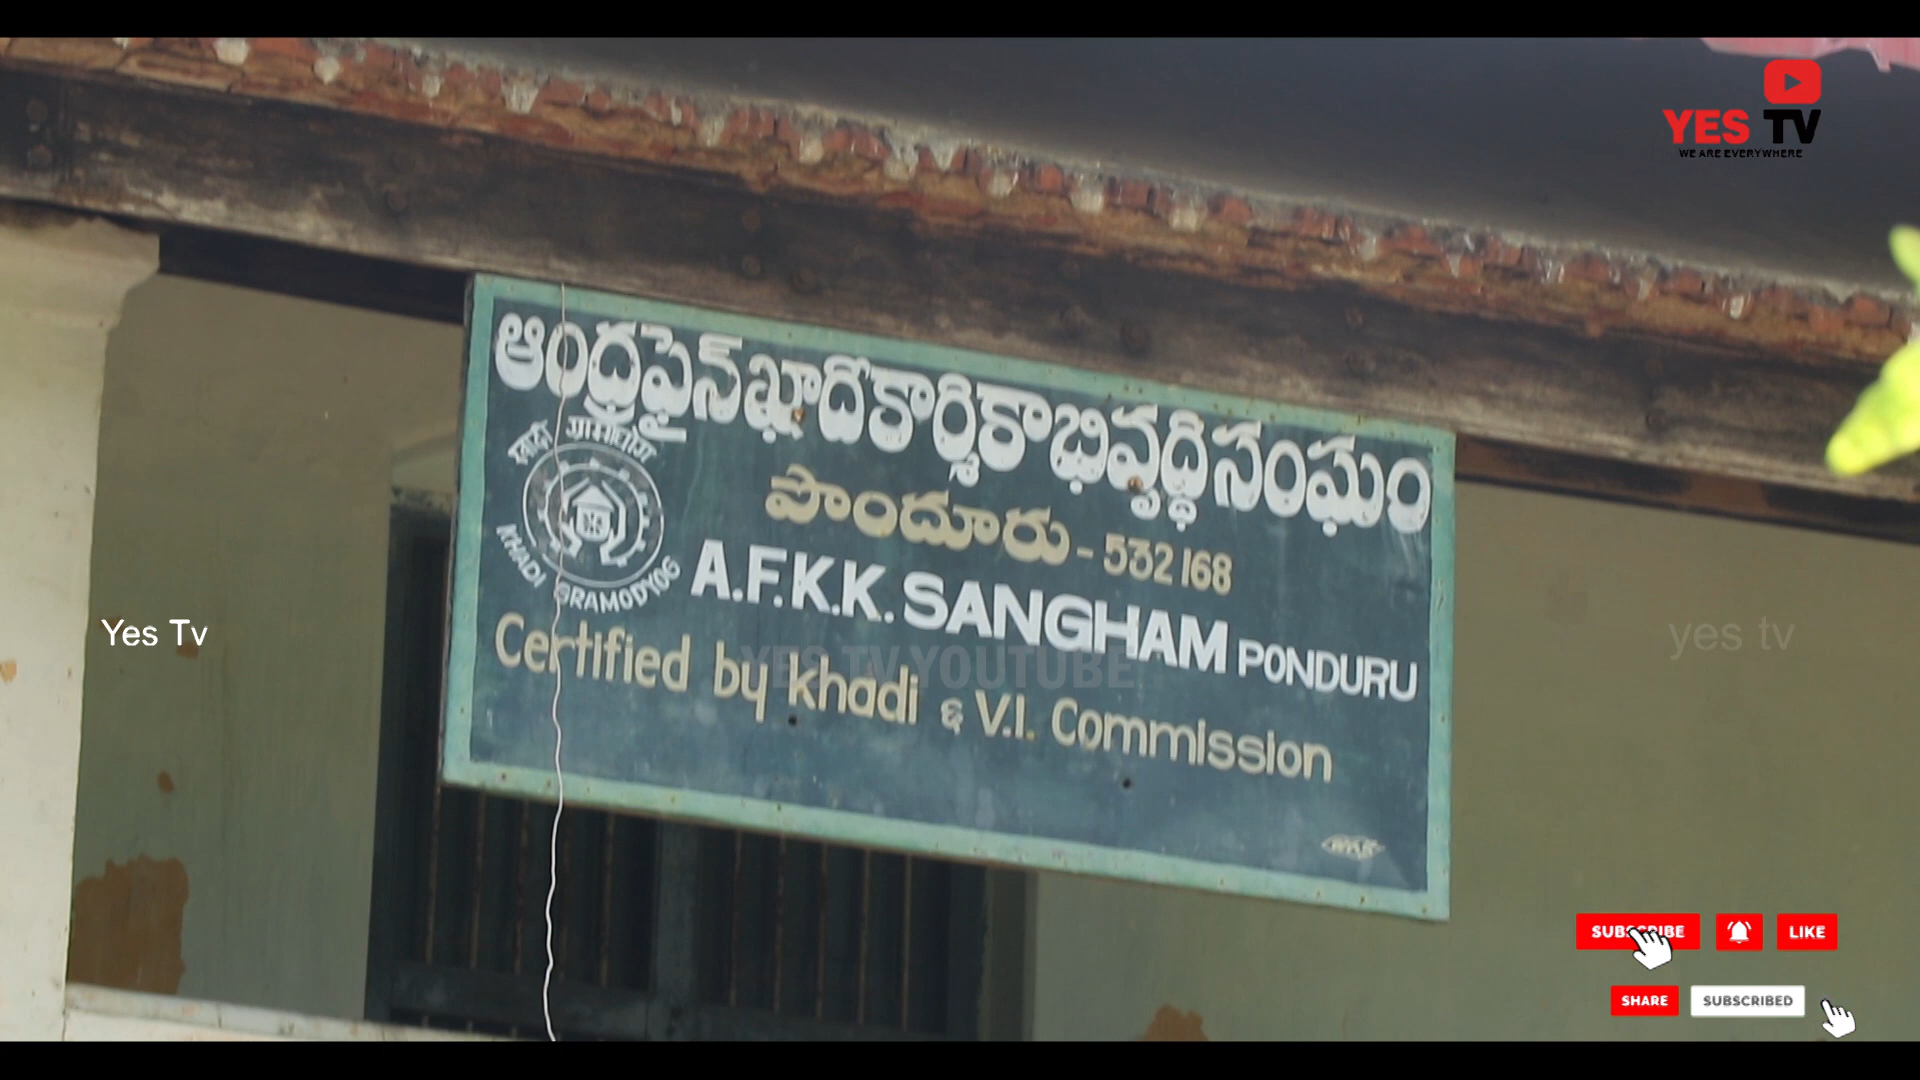 YES TV
WE ARE EVERYWHERE
ఆంధ్రఫైన్ ఖాదీకార్మికాభివృద్ధిసంఘం
खादी ग्रामोद्योग
KHADI GRAMODYOG
పొందూరు - 532 168
A.F.K.K. SANGHAM PONDURU
Certified by khadi & V.I. Commission
Yes Tv
yes tv
YES TV YOUTUBE
SUBSCRIBE
LIKE
SHARE
SUBSCRIBED